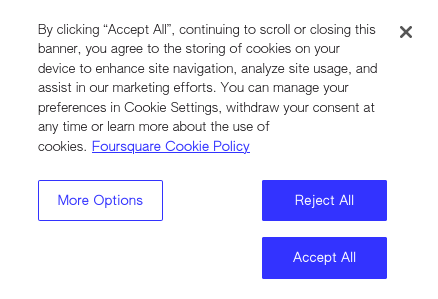 By clicking “Accept All”, continuing to scroll or closing this
banner, you agree to the storing of cookies on your
device to enhance site navigation, analyze site usage, and
assist in our marketing efforts. You can manage your
preferences in Cookie Settings, withdraw your consent at
any time or learn more about the use of
cookies. Foursquare Cookie Policy
More Options
Reject All
Accept All